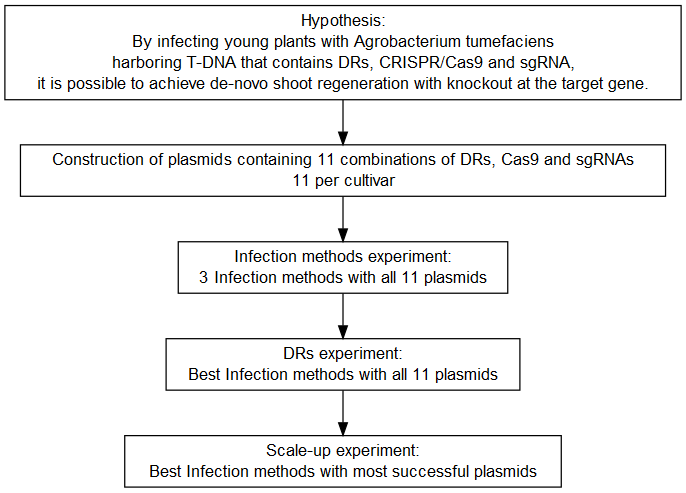 Hypothesis:
By infecting young plants with Agrobacterium tumefaciens
harboring T-DNA that contains DRs, CRISPR/Cas9 and sgRNA,
it is possible to achieve de-novo shoot regeneration with knockout at the target gene.
Construction of plasmids containing 11 combinations of DRs, Cas9 and sgRNAs
11 per cultivar
Infection methods experiment:
3 Infection methods with all 11 plasmids
DRs experiment:
Best Infection methods with all 11 plasmids
Scale-up experiment:
Best Infection methods with most successful plasmids